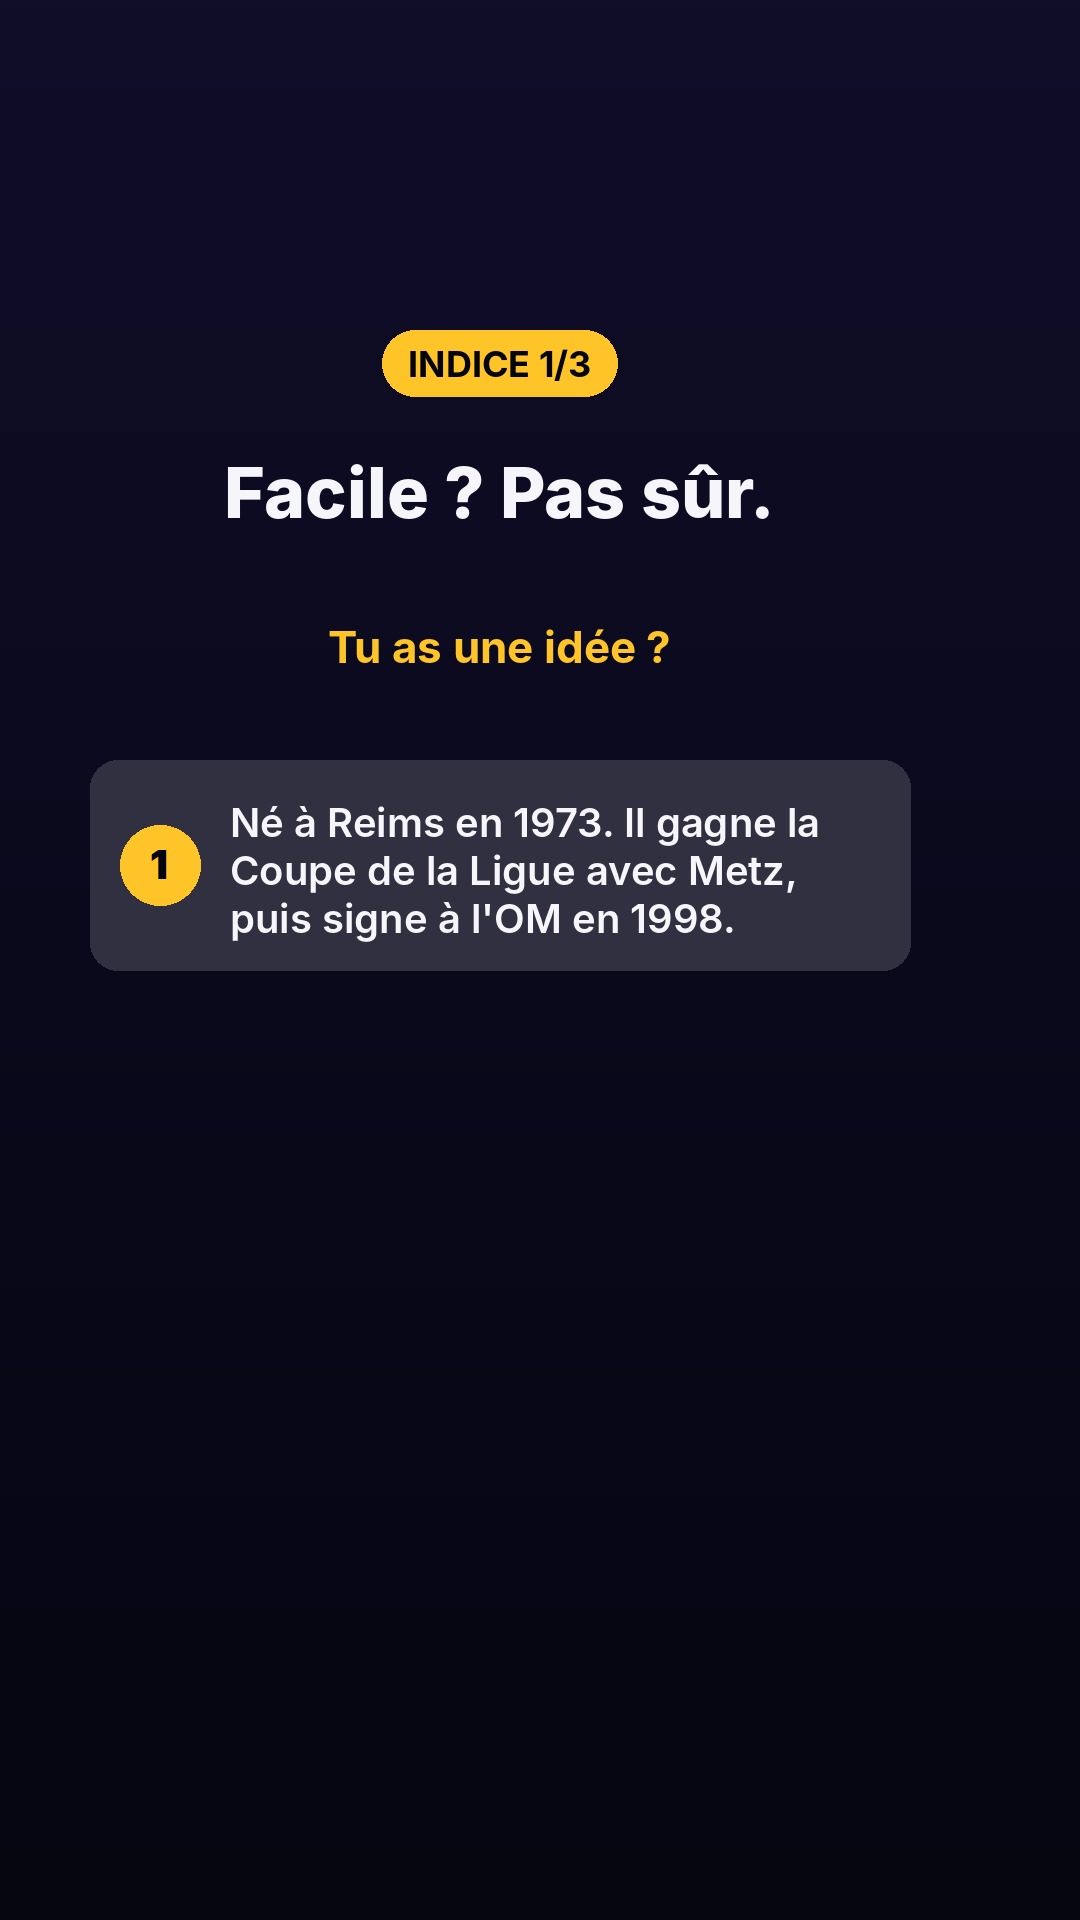 INDICE 1/3
Facile ? Pas sûr.
Tu as une idée ?
1
Né à Reims en 1973. Il gagne la
Coupe de la Ligue avec Metz,
puis signe à l'OM en 1998.